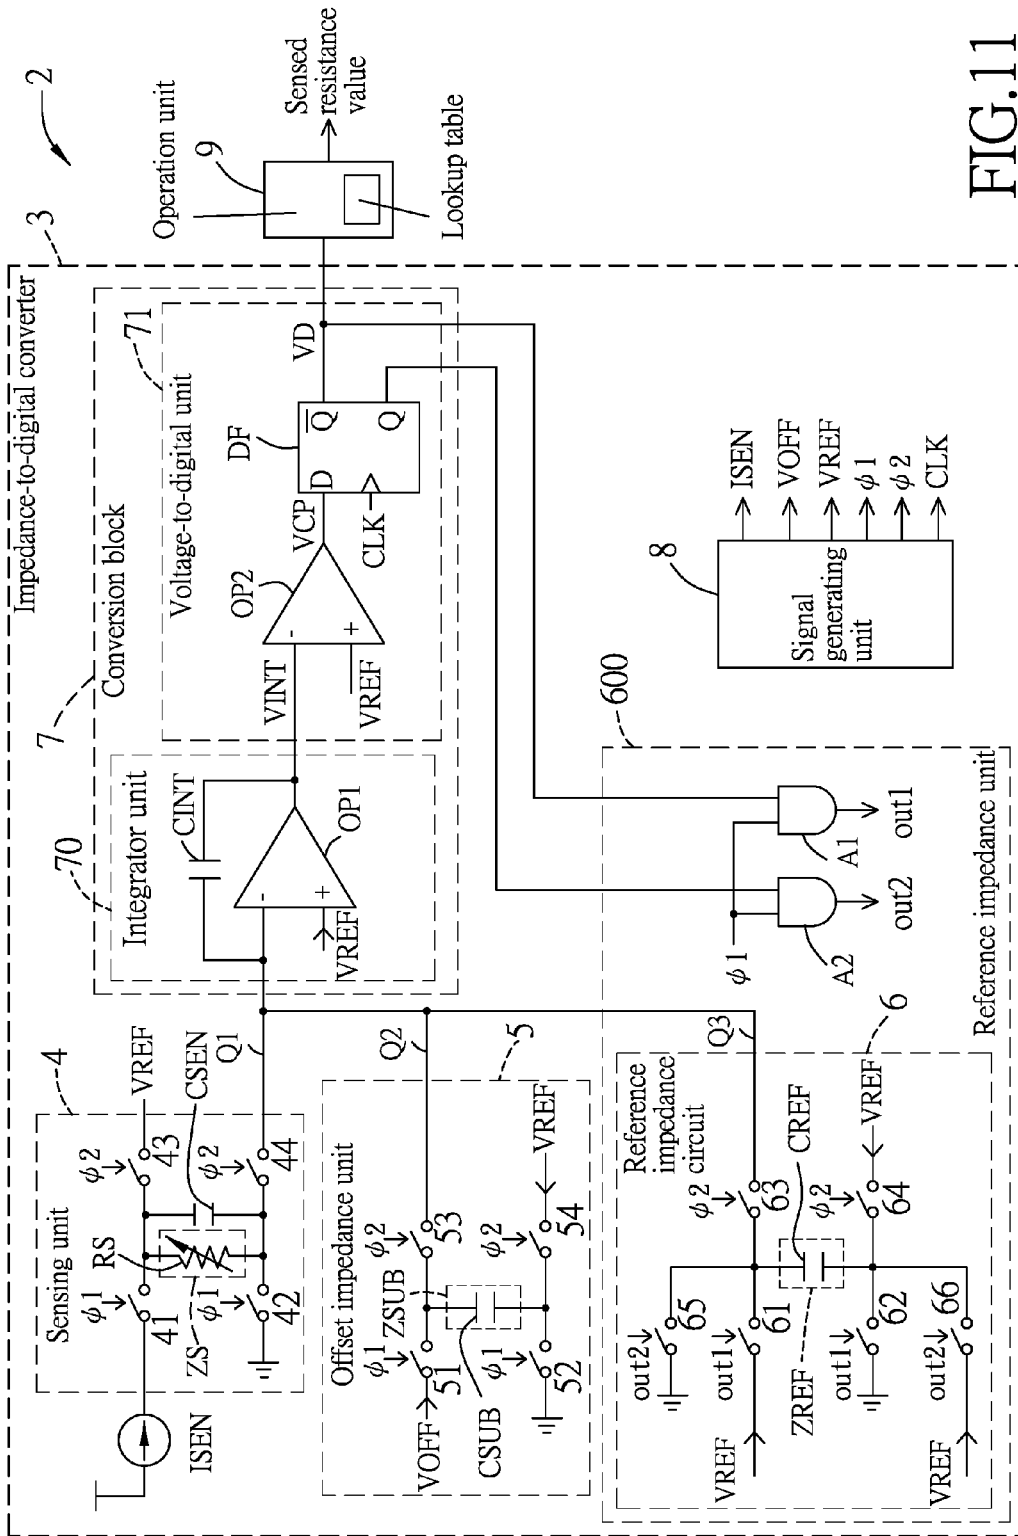 2
3
Impedance-to-digital converter
7
Conversion block
70
Integrator unit
CINT
OP1
VREF
71
Voltage-to-digital unit
VINT
OP2
VREF
VCP
DF
D
Q
Q
CLK
VD
Operation unit
9
Sensed
resistance
value
Lookup table
4
Sensing unit
RS
ϕ1
41
ZS
ϕ1
42
ϕ2
43
VREF
CSEN
ϕ2
44
Q1
ISEN
5
Offset impedance unit
ZSUB
ϕ1
51
VOFF
CSUB
ϕ1
52
ϕ2
53
ϕ2
54
VREF
Q2
600
Reference impedance unit
6
Reference
impedance
circuit
out2
65
out1
61
VREF
ZREF
out1
62
out2
66
VREF
ϕ2
63
CREF
ϕ2
64
VREF
Q3
ϕ1
A2
out2
A1
out1
8
Signal
generating
unit
ISEN
VOFF
VREF
ϕ1
ϕ2
CLK
-
+
-
+
FIG.11